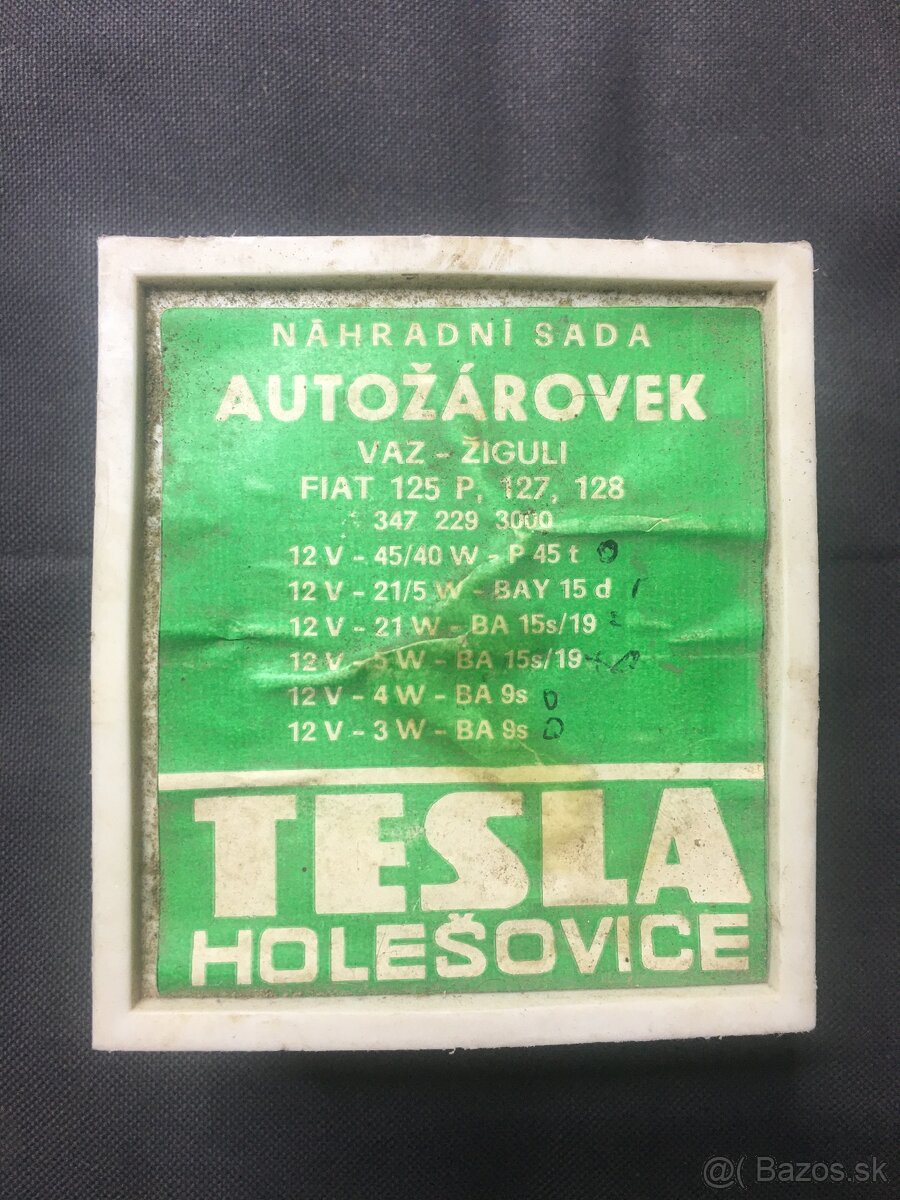 NÁHRADNÍ SADA
AUTOŽÁROVEK
VAZ - ŽIGULI
FIAT 125 P, 127, 128
347 229 3000
12 V - 45/40 W - P 45 t 0
12 V - 21/5 W - BAY 15 d
12 V - 21 W - BA 15s/19
12 V - 5 W - BA 15s/19
12 V - 4 W - BA 9s 0
12 V - 3 W - BA 9s
TESLA
HOLEŠOVICE
@( Bazos.sk